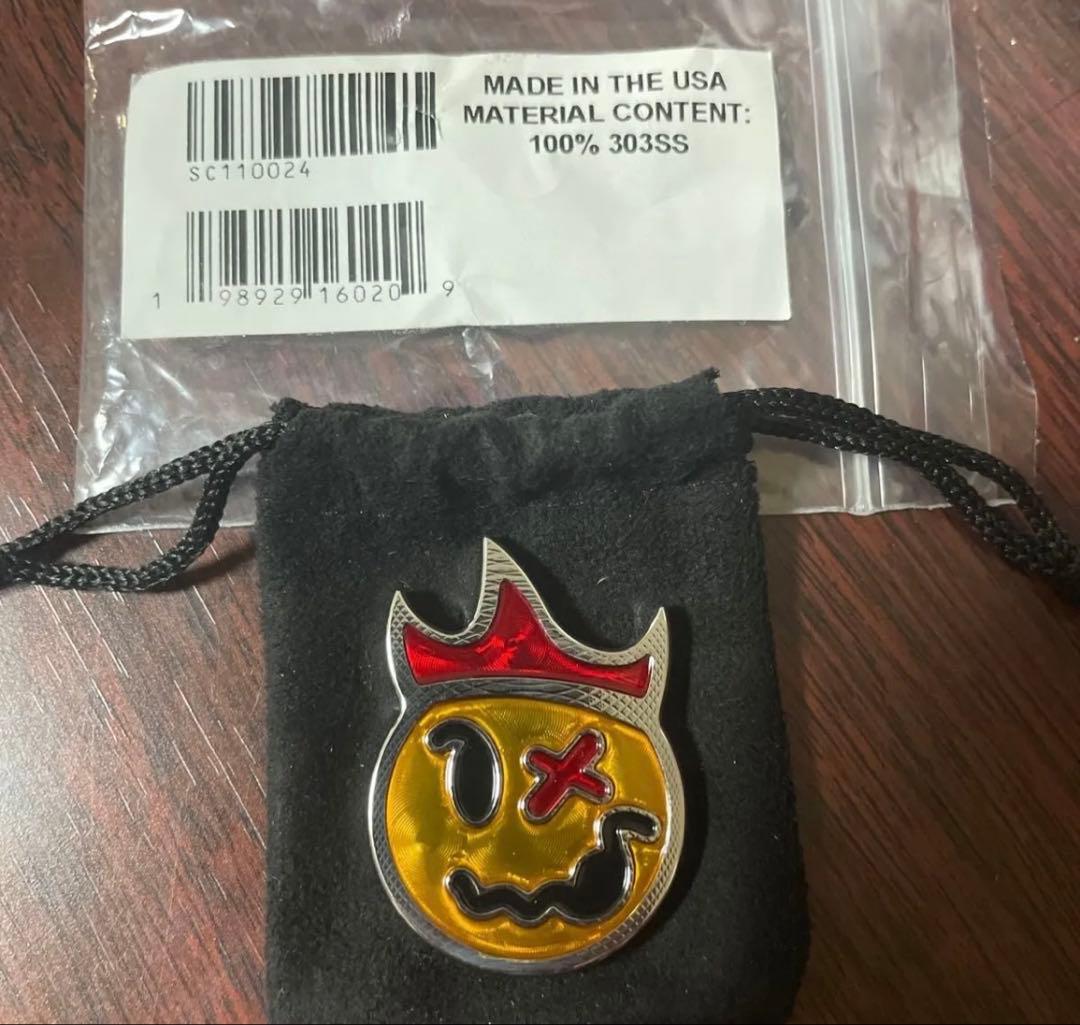 SC110024
1 98929 16020 9
MADE IN THE USA
MATERIAL CONTENT:
100% 303SS